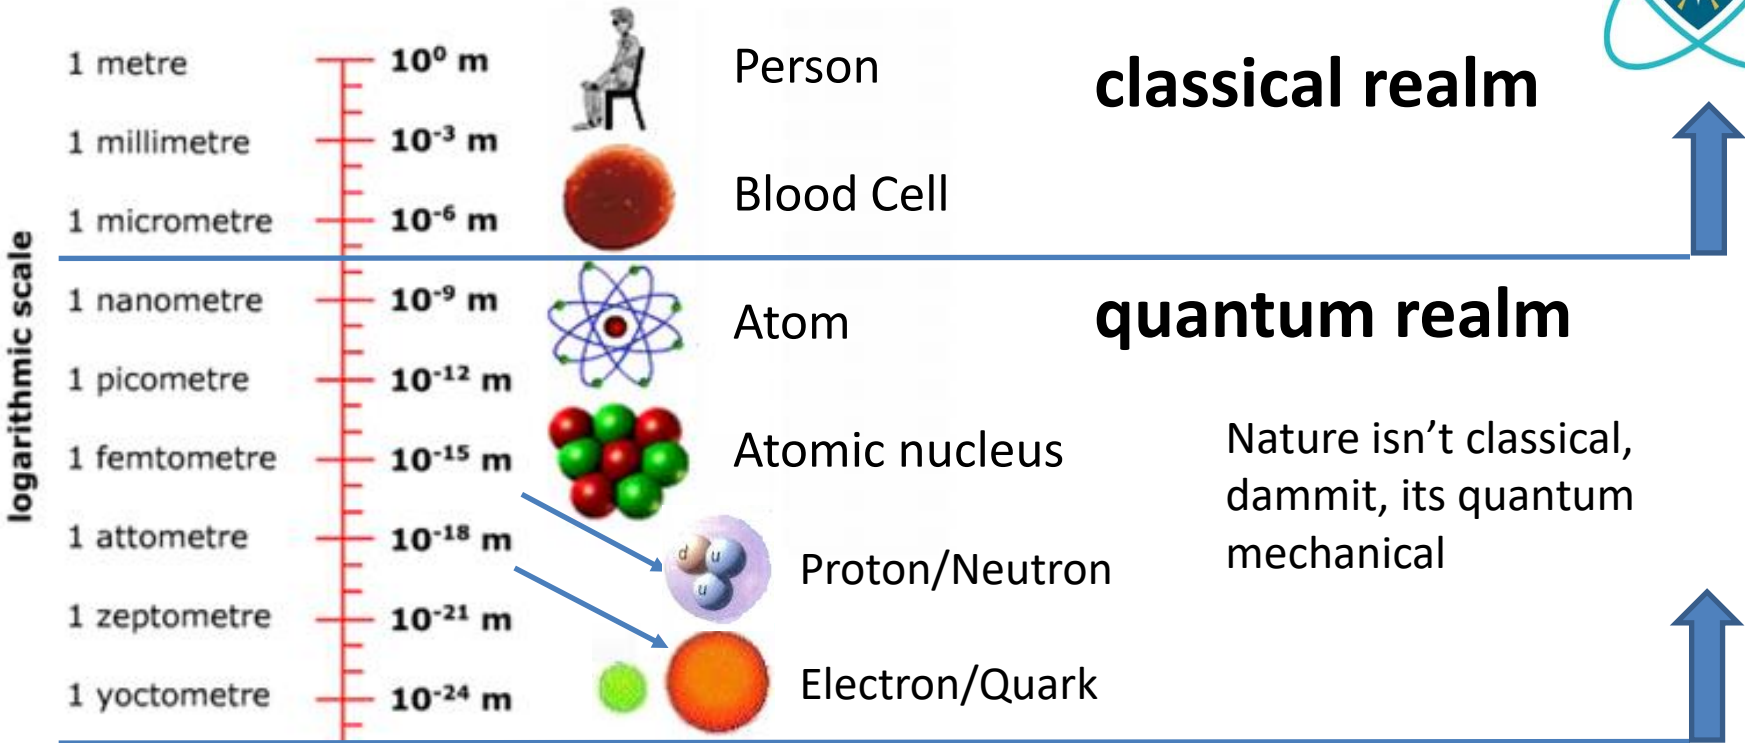 1 metre 10⁰ m Person
classical realm
1 millimetre 10⁻³ m
Blood Cell
1 micrometre 10⁻⁶ m
logarithmic scale
1 nanometre 10⁻⁹ m
Atom
quantum realm
1 picometre 10⁻¹² m
1 femtometre 10⁻¹⁵ m Atomic nucleus
Nature isn’t classical,
dammit, its quantum
mechanical
1 attometre 10⁻¹⁸ m
d u
u
Proton/Neutron
1 zeptometre 10⁻²¹ m
1 yoctometre 10⁻²⁴ m Electron/Quark